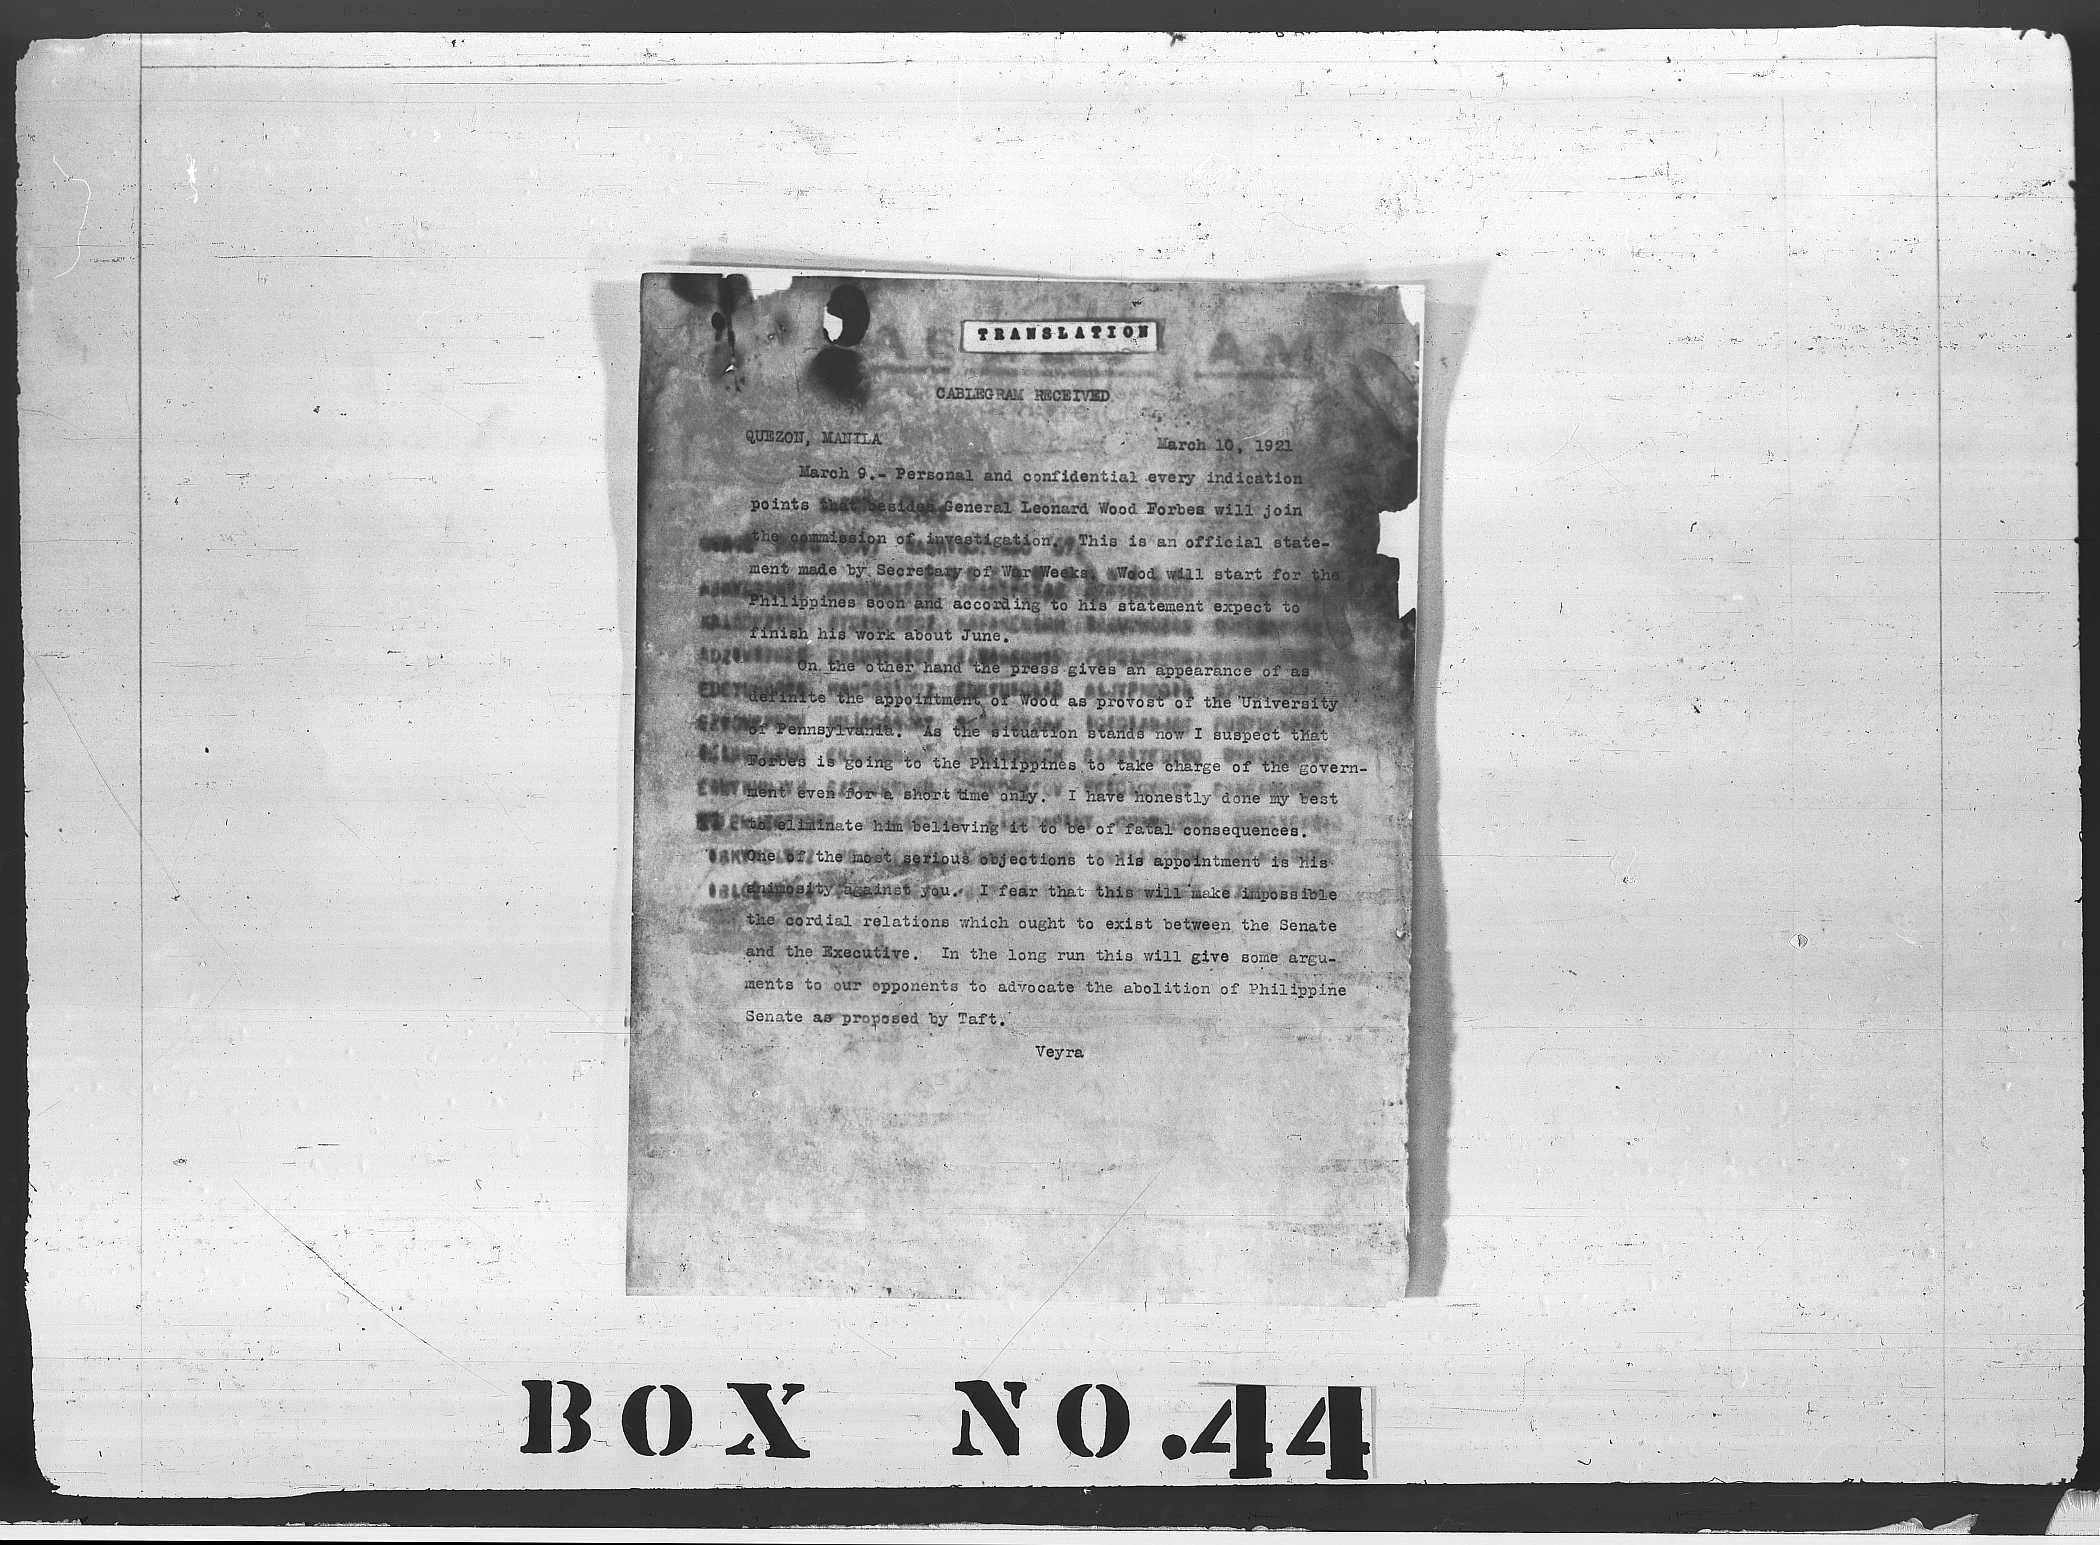 TRANSLATION
CABLEGRAM RECEIVED
QUEZON, MANILA March 10, 1921
March 9.- Personal and confidential every indication
points that besides General Leonard Wood Forbes will join
the commission of investigation. This is an official state-
ment made by Secretary of War Weeks. Wood will start for the
Philippines soon and according to his statement expect to
finish his work about June.
On the other hand the press gives an appearance of as
definite the appointment of Wood as provost of the University
of Pennsylvania. As the situation stands now I suspect that
Forbes is going to the Philippines to take charge of the govern-
ment even for a short time only. I have honestly done my best
to eliminate him believing it to be of fatal consequences.
One of the most serious objections to his appointment is his
animosity against you. I fear that this will make impossible
the cordial relations which ought to exist between the Senate
and the Executive. In the long run this will give some argu-
ments to our opponents to advocate the abolition of Philippine
Senate as proposed by Taft.
Veyra
BOX NO.44